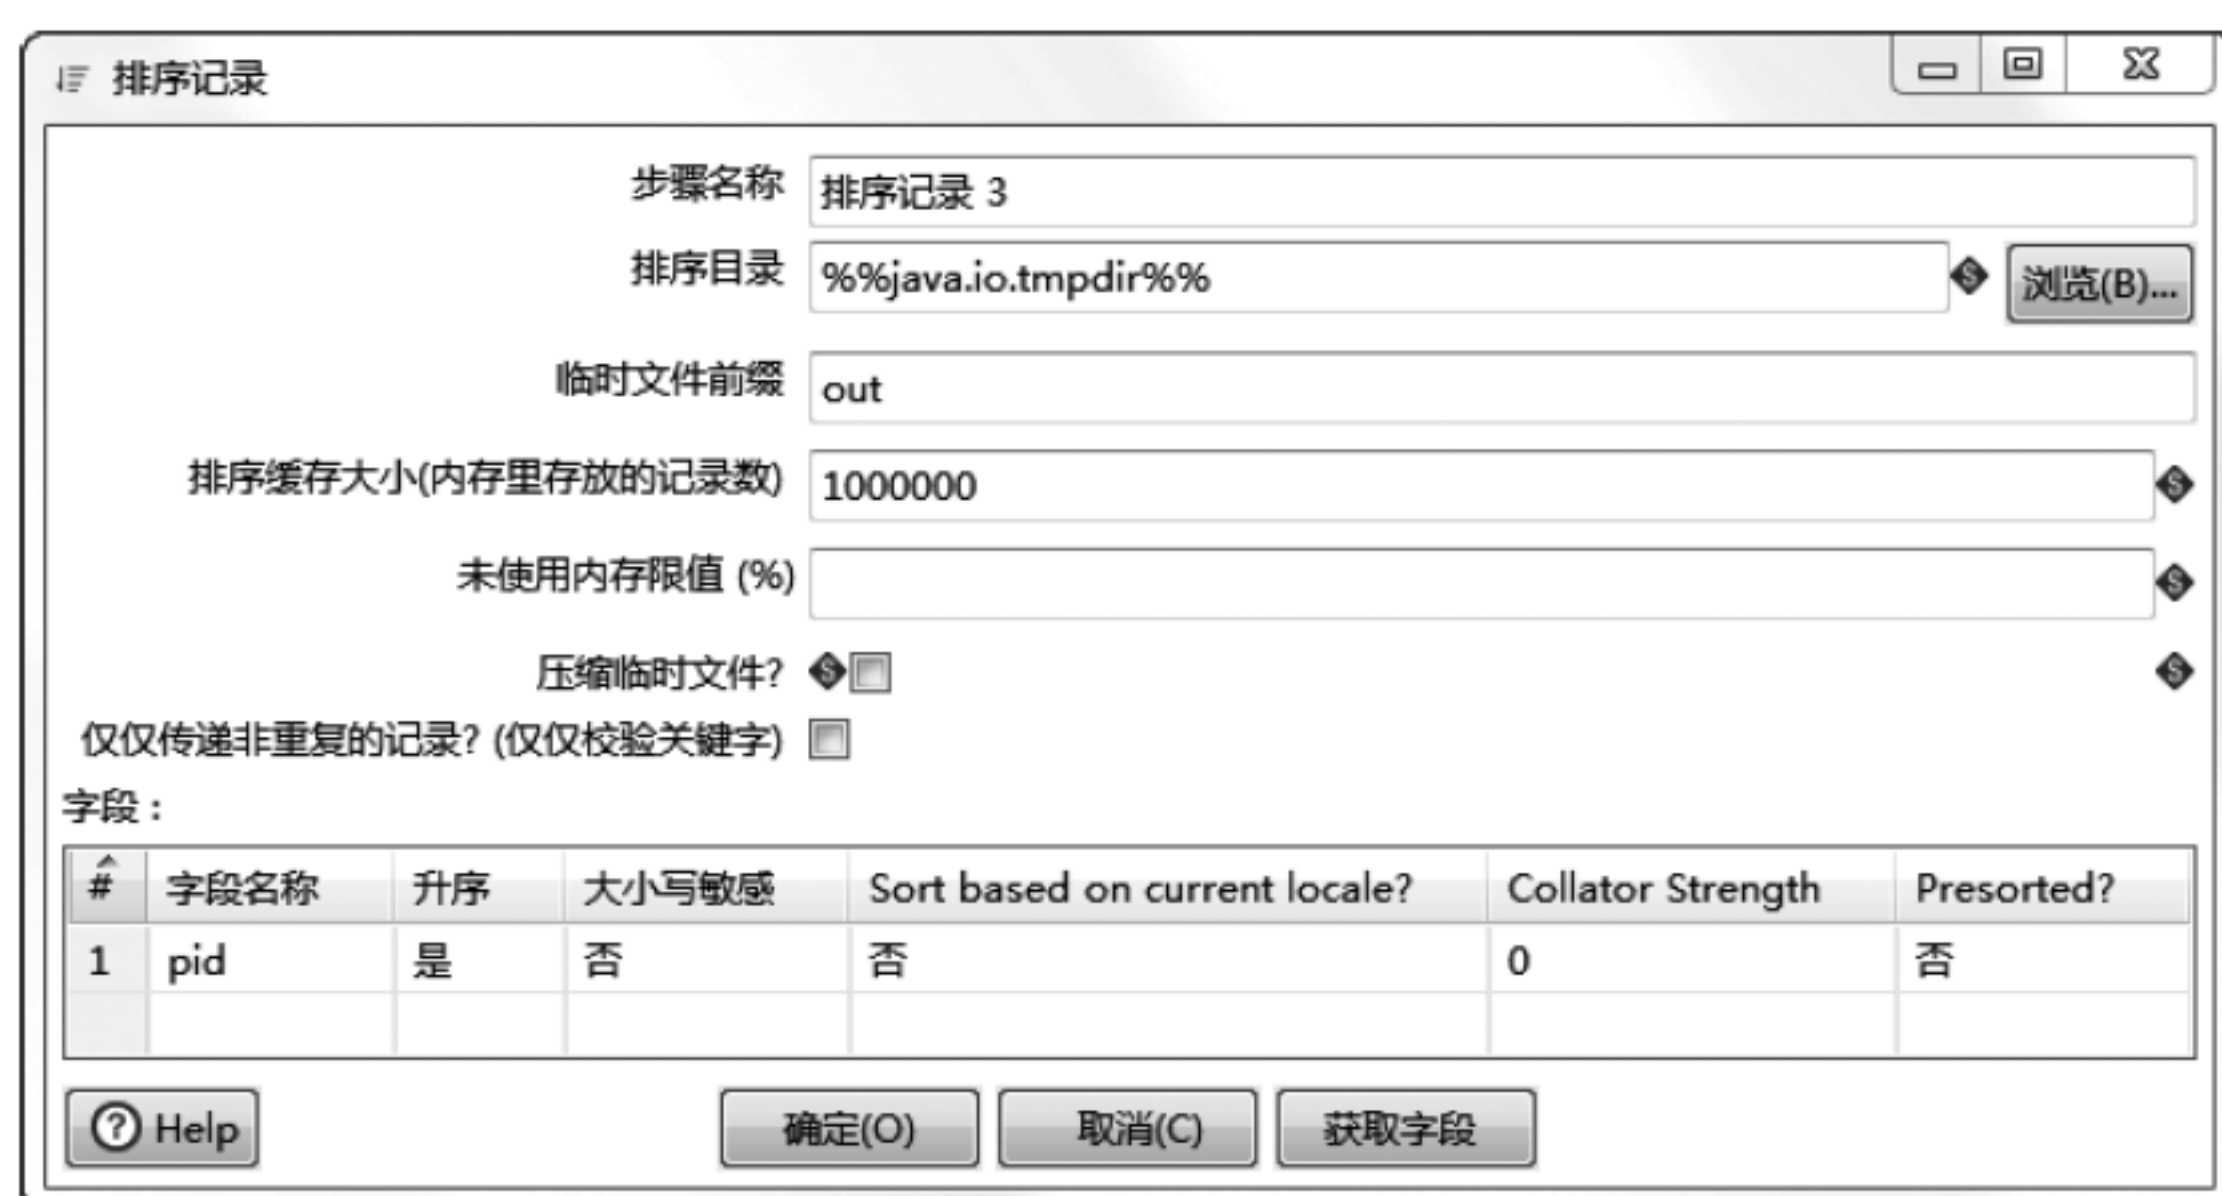 排序记录
步骤名称 排序记录 3
排序目录 %%java.io.tmpdir%% 浏览(B)...
临时文件前缀 out
排序缓存大小(内存里存放的记录数) 1000000
未使用内存限值 (%)
压缩临时文件?
仅仅传递非重复的记录? (仅仅校验关键字)
字段：
# 字段名称 升序 大小写敏感 Sort based on current locale? Collator Strength Presorted?
1 pid 是 否 否 0 否
Help 确定(O) 取消(C) 获取字段